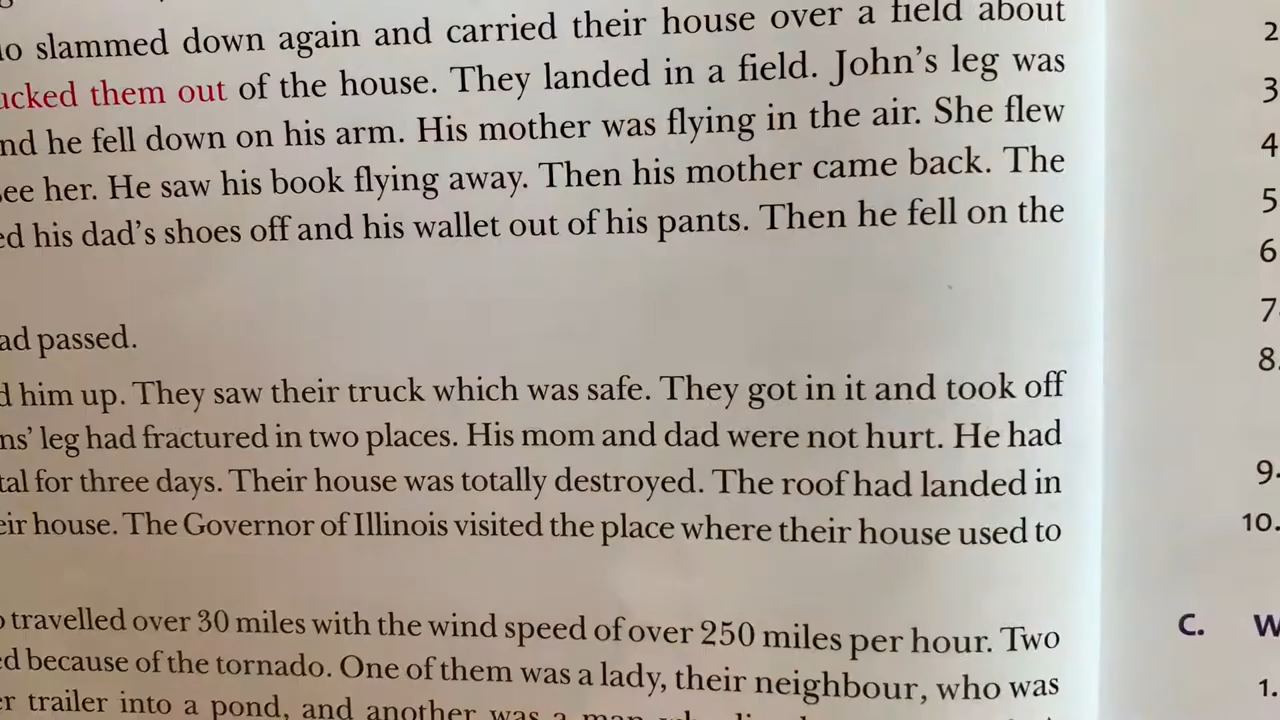 slammed down again and carried their house over a field about
them out of the house. They landed in a field. John's leg was
he fell down on his arm. His mother was flying in the air. She flew
her. He saw his book flying away. Then his mother came back. The
his dad's shoes off and his wallet out of his pants. Then he fell on the
passed.
him up. They saw their truck which was safe. They got in it and took off
leg had fractured in two places. His mom and dad were not hurt. He had
for three days. Their house was totally destroyed. The roof had landed in
house. The Governor of Illinois visited the place where their house used to
travelled over 30 miles with the wind speed of over 250 miles per hour. Two
because of the tornado. One of them was a lady, their neighbour, who was
trailer into a pond, and another was a man
2
3
4
5
6
7.
8.
9.
10.
C. W
1.